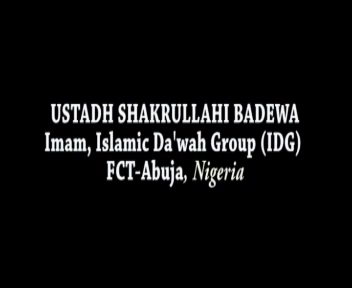 USTADH SHAKRULLAHI BADEWA
Imam, Islamic Da'wah Group (IDG)
FCT-Abuja, Nigeria